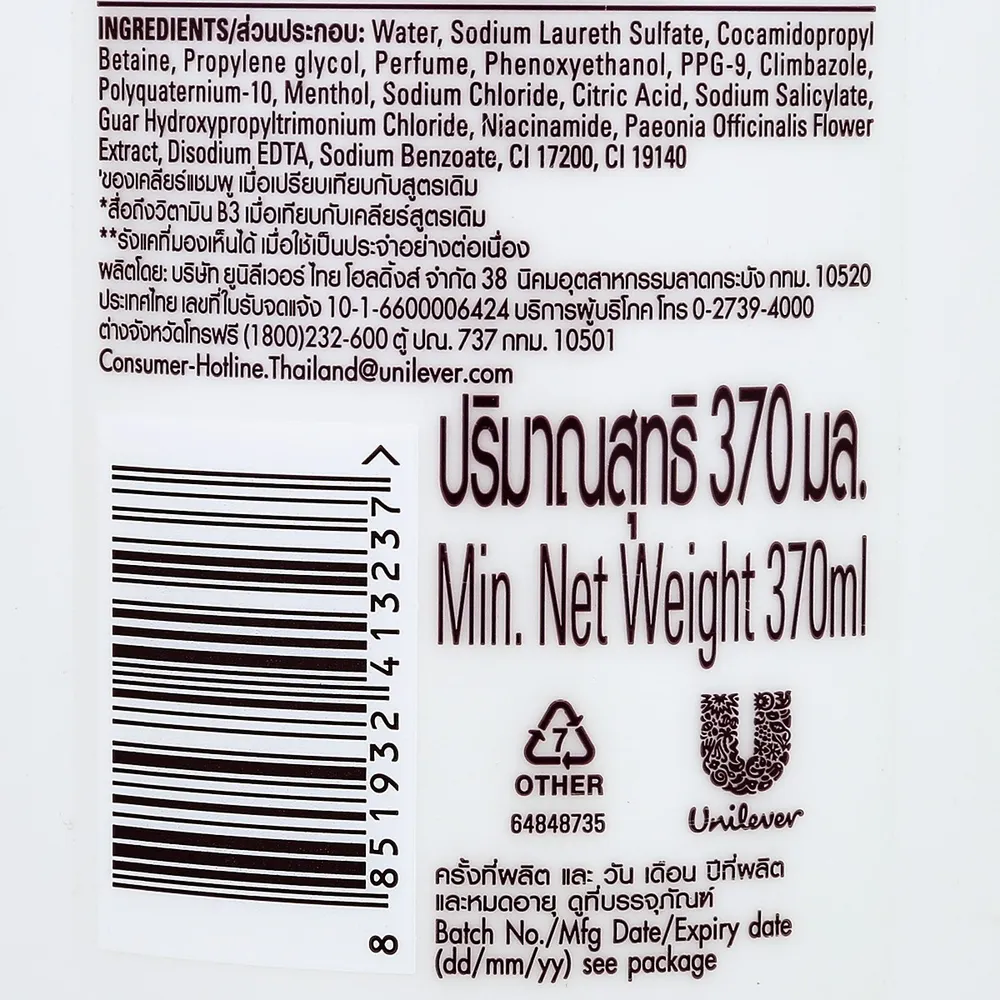 INGREDIENTS/ส่วนประกอบ: Water, Sodium Laureth Sulfate, Cocamidopropyl
Betaine, Propylene glycol, Perfume, Phenoxyethanol, PPG-9, Climbazole,
Polyquaternium-10, Menthol, Sodium Chloride, Citric Acid, Sodium Salicylate,
Guar Hydroxypropyltrimonium Chloride, Niacinamide, Paeonia Officinalis Flower
Extract, Disodium EDTA, Sodium Benzoate, CI 17200, CI 19140
'ของเคลียร์แชมพู เมื่อเปรียบเทียบกับสูตรเดิม
*สื่อถึงวิตามิน B3 เมื่อเทียบกับเคลียร์สูตรเดิม
**รังแคที่มองเห็นได้ เมื่อใช้เป็นประจำอย่างต่อเนื่อง
ผลิตโดย: บริษัท ยูนิลีเวอร์ ไทย โฮลดิ้งส์ จำกัด 38 นิคมอุตสาหกรรมลาดกระบัง กทม. 10520
ประเทศไทย เลขที่ใบรับจดแจ้ง 10-1-6600006424 บริการผู้บริโภค โทร 0-2739-4000
ต่างจังหวัดโทรฟรี (1800)232-600 ตู้ ปณ. 737 กทม. 10501
Consumer-Hotline.Thailand@unilever.com
ปริมาณสุทธิ 370 มล.
Min. Net Weight 370ml
8 851932 413237 >
7
OTHER
64848735
Unilever
ครั้งที่ผลิต และ วัน เดือน ปีที่ผลิต
และหมดอายุ ดูที่บรรจุภัณฑ์
Batch No./Mfg Date/Expiry date
(dd/mm/yy) see package